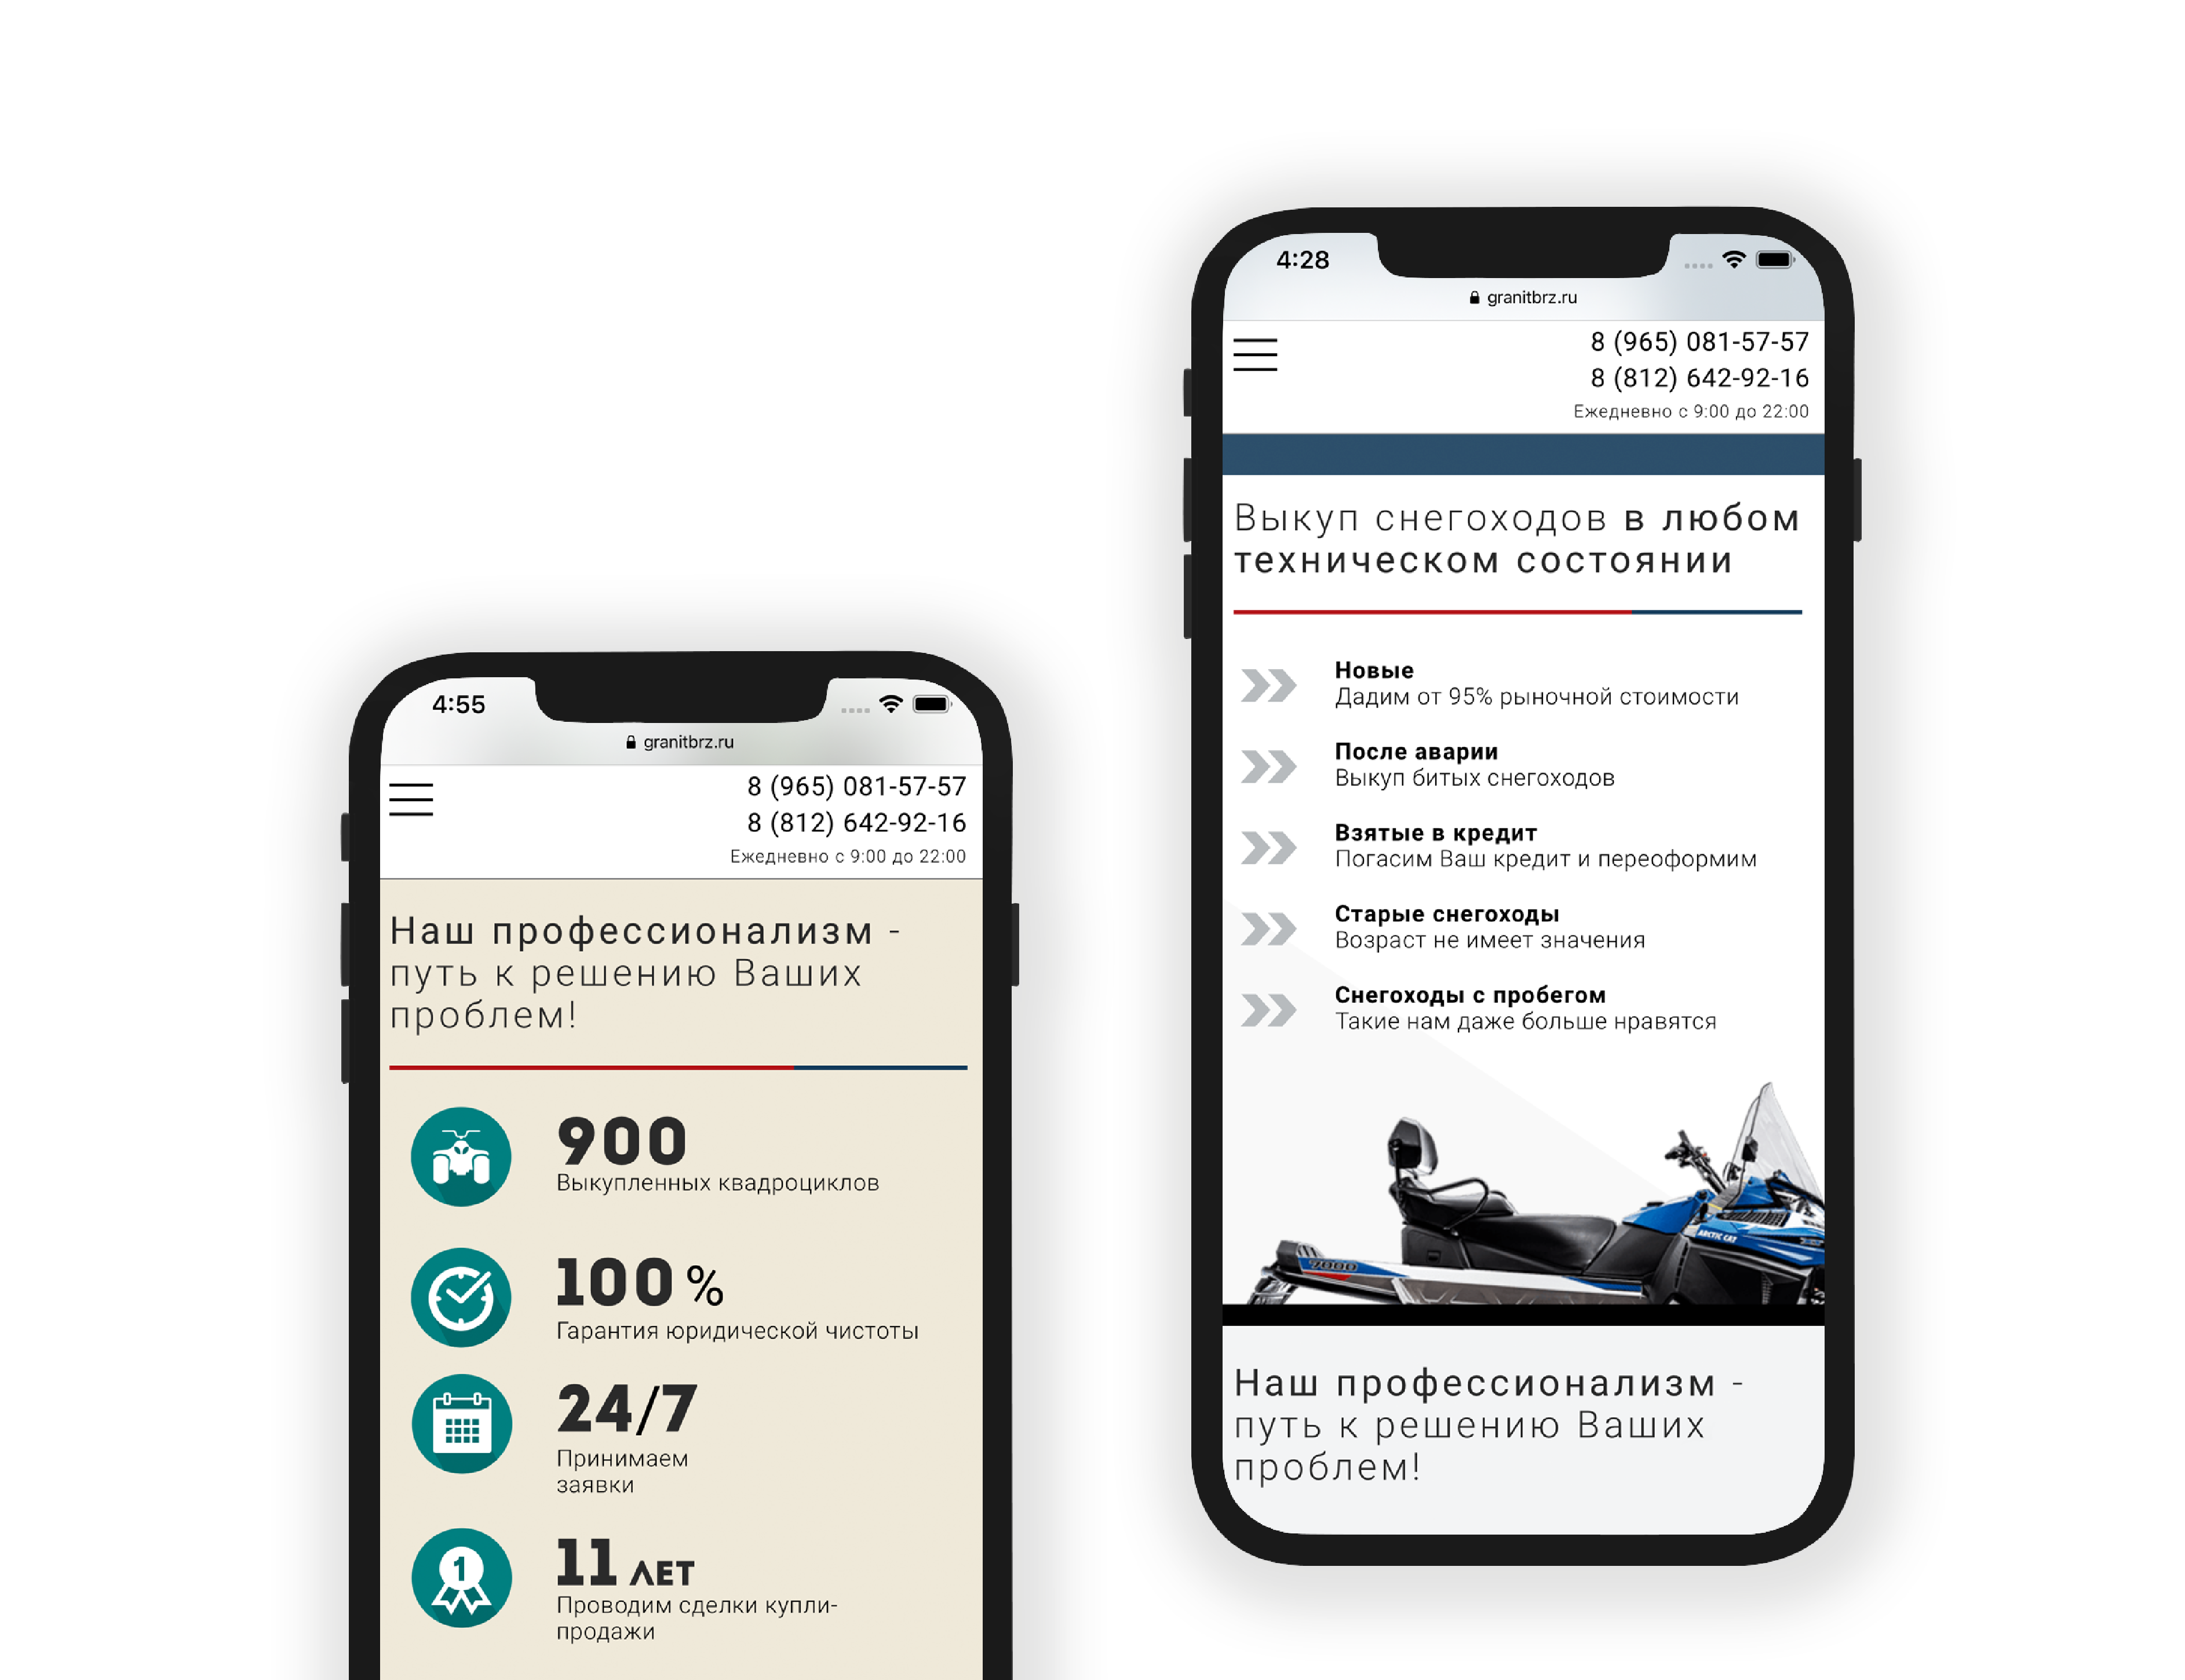 4:55
granitbrz.ru
8 (965) 081-57-57
8 (812) 642-92-16
Ежедневно с 9:00 до 22:00
Наш профессионализм -
путь к решению Ваших
проблем!
900
Выкупленных квадроциклов
100 %
Гарантия юридической чистоты
24/7
Принимаем
заявки
1
11 ЛЕТ
Проводим сделки купли-
продажи
4:28
granitbrz.ru
8 (965) 081-57-57
8 (812) 642-92-16
Ежедневно с 9:00 до 22:00
Выкуп снегоходов в любом
техническом состоянии
Новые
Дадим от 95% рыночной стоимости
После аварии
Выкуп битых снегоходов
Взятые в кредит
Погасим Ваш кредит и переоформим
Старые снегоходы
Возраст не имеет значения
Снегоходы с пробегом
Такие нам даже больше нравятся
ARCTIC CAT
7000
Наш профессионализм -
путь к решению Ваших
проблем!